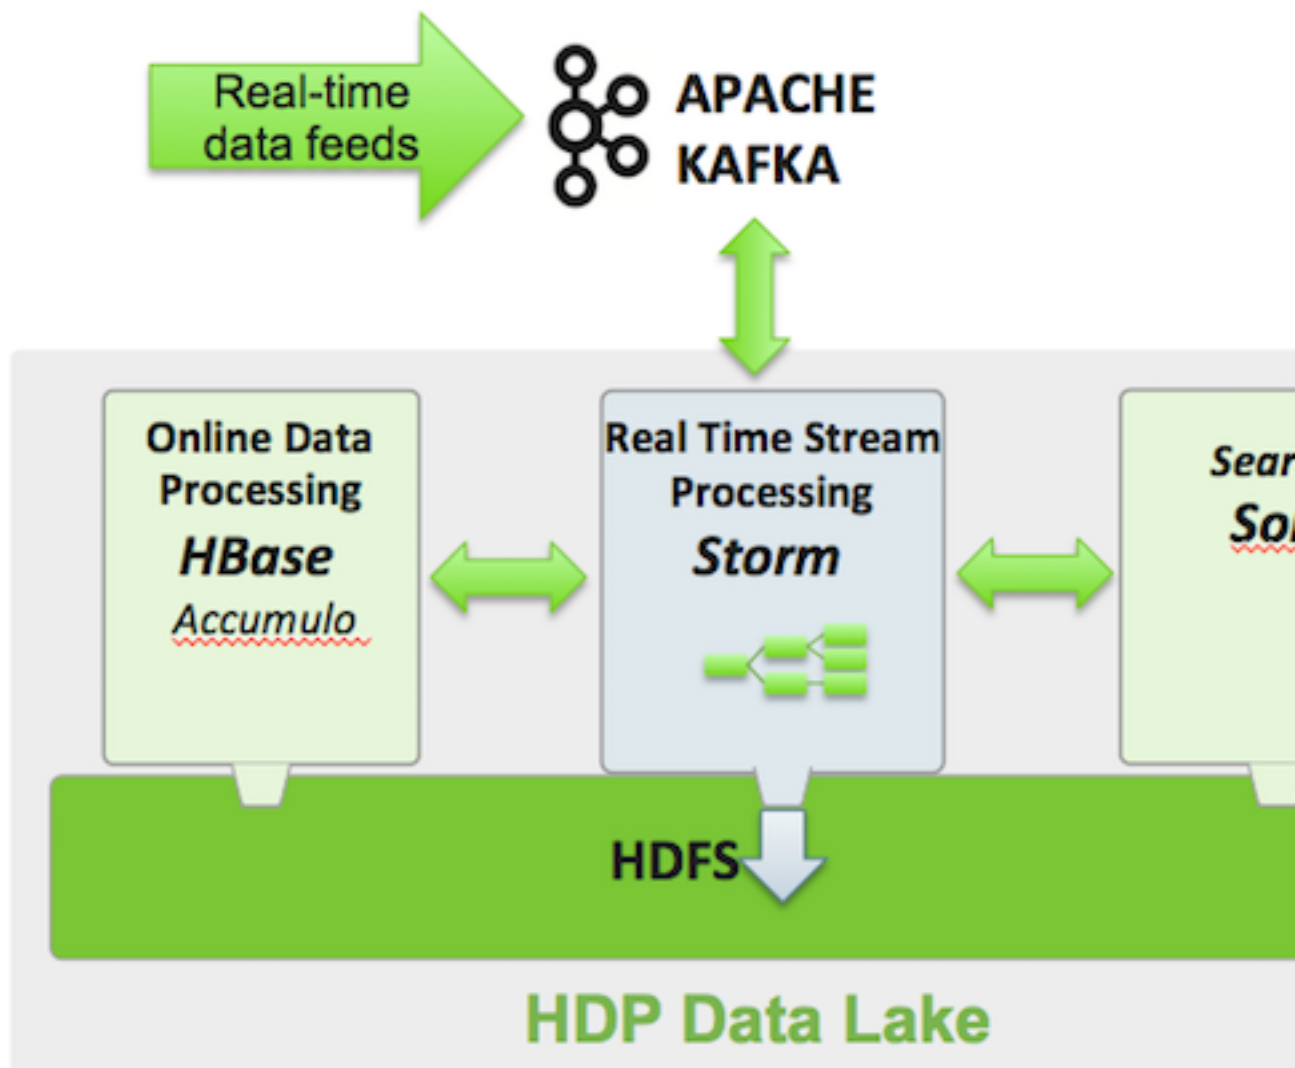 Real-time
data feeds
APACHE
KAFKA
Online Data
Processing
HBase
Accumulo
Real Time Stream
Processing
Storm
HDFS
HDP Data Lake